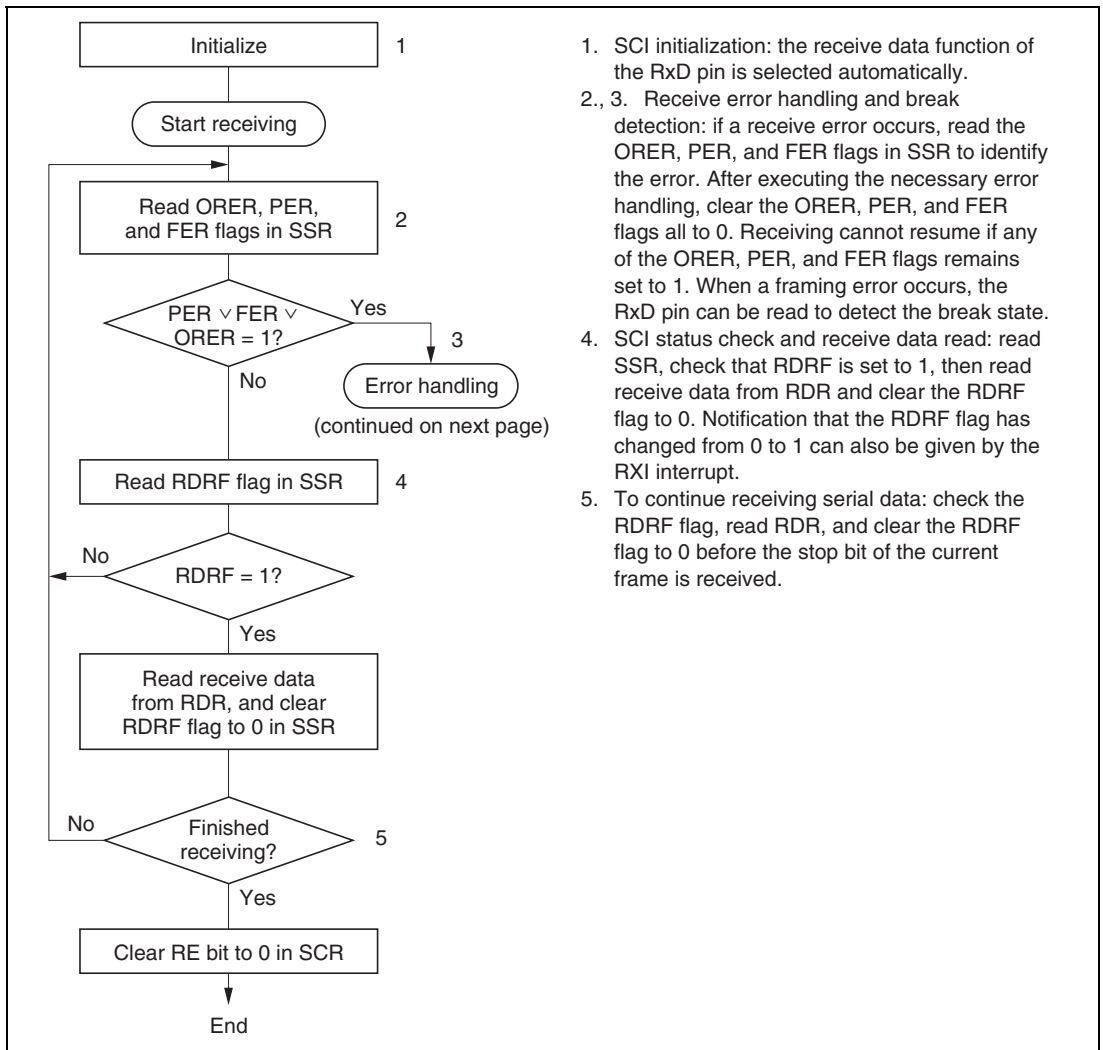 Initialize
1
Start receiving
Read ORER, PER,
and FER flags in SSR
2
PER ∨ FER ∨
ORER = 1?
Yes
3
No
Error handling
(continued on next page)
Read RDRF flag in SSR
4
No
RDRF = 1?
Yes
Read receive data
from RDR, and clear
RDRF flag to 0 in SSR
No
Finished
receiving?
5
Yes
Clear RE bit to 0 in SCR
End
1. SCI initialization: the receive data function of
the RxD pin is selected automatically.
2., 3. Receive error handling and break
detection: if a receive error occurs, read the
ORER, PER, and FER flags in SSR to identify
the error. After executing the necessary error
handling, clear the ORER, PER, and FER
flags all to 0. Receiving cannot resume if any
of the ORER, PER, and FER flags remains
set to 1. When a framing error occurs, the
RxD pin can be read to detect the break state.
4. SCI status check and receive data read: read
SSR, check that RDRF is set to 1, then read
receive data from RDR and clear the RDRF
flag to 0. Notification that the RDRF flag has
changed from 0 to 1 can also be given by the
RXI interrupt.
5. To continue receiving serial data: check the
RDRF flag, read RDR, and clear the RDRF
flag to 0 before the stop bit of the current
frame is received.